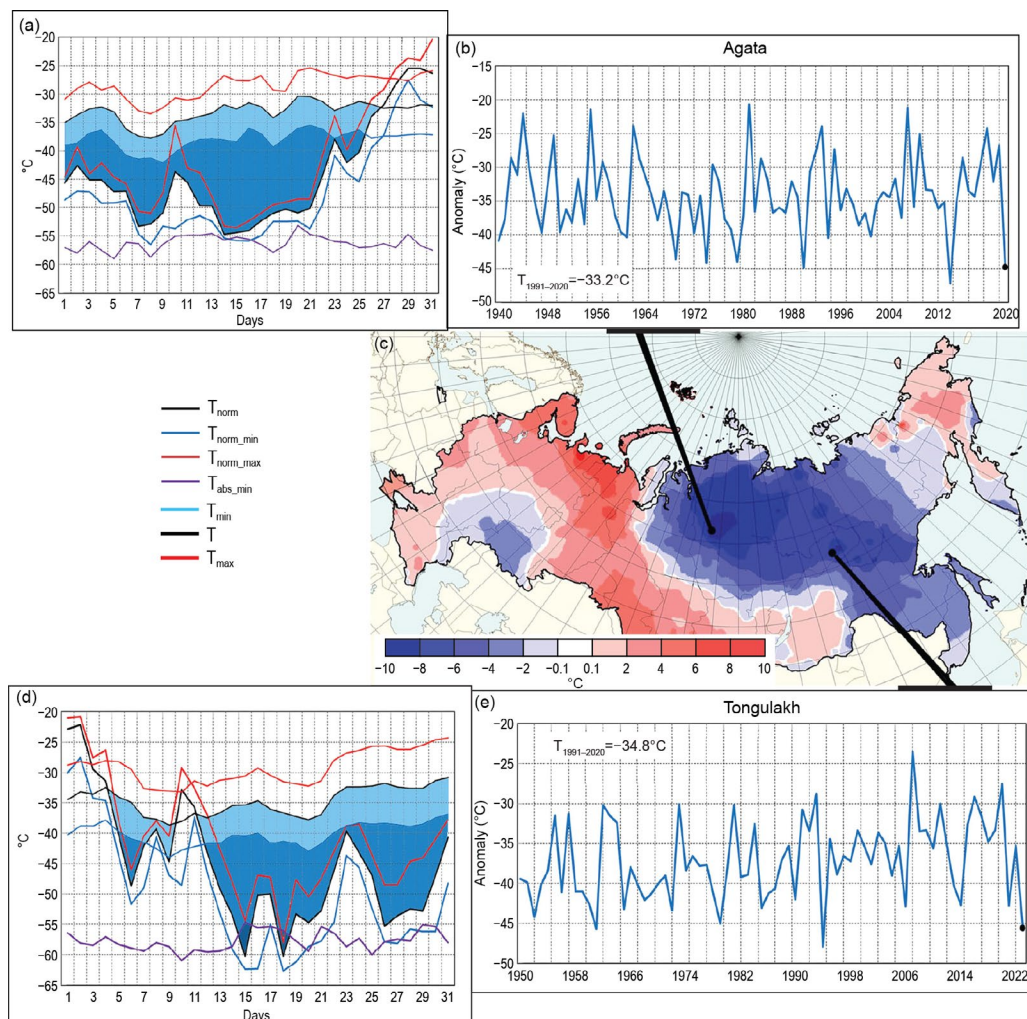 (a)
−20
−25
−30
−35
−40
−45
−50
−55
−60
−65
°C
1 3 5 7 9 11 13 15 17 19 21 23 25 27 29 31
Days
(b)
Agata
−15
−20
−25
−30
−35
−40
−45
−50
Anomaly (°C)
T1991–2020=−33.2°C
1940 1948 1956 1964 1972 1980 1988 1996 2004 2012 2020
Tnorm
Tnorm_min
Tnorm_max
Tabs_min
Tmin
T
Tmax
(c)
−10 −8 −6 −4 −2 −0.1 0.1 2 4 6 8 10
°C
(d)
−20
−25
−30
−35
−40
−45
−50
−55
−60
−65
°C
1 3 5 7 9 11 13 15 17 19 21 23 25 27 29 31
Days
(e)
Tongulakh
−20
−25
−30
−35
−40
−45
−50
Anomaly (°C)
T1991–2020=−34.8°C
1950 1958 1966 1974 1982 1990 1998 2006 2014 2022